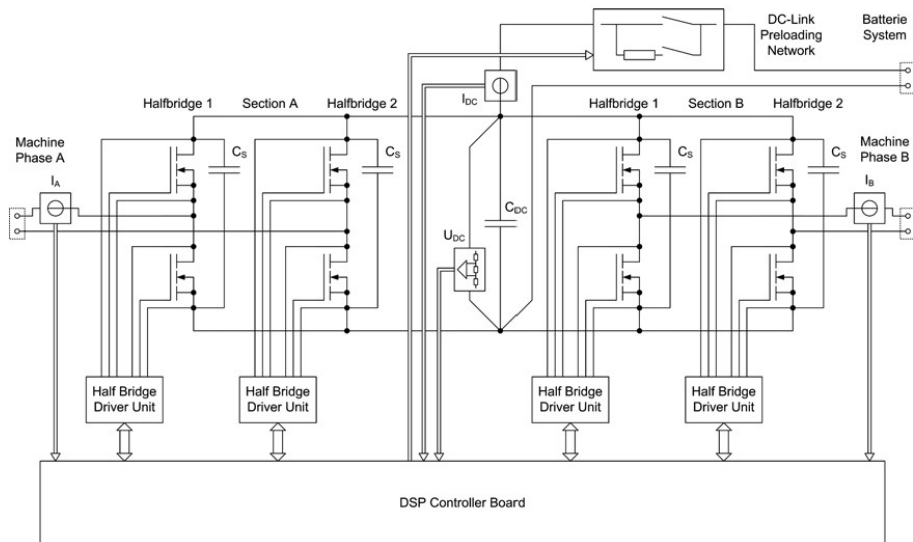 DC-Link
Preloading
Network
Batterie
System
I_DC
Halfbridge 1
Section A
Halfbridge 2
Halfbridge 1
Section B
Halfbridge 2
Machine
Phase A
C_S
C_S
C_S
C_S
Machine
Phase B
I_A
I_B
C_DC
U_DC
Half Bridge
Driver Unit
Half Bridge
Driver Unit
Half Bridge
Driver Unit
Half Bridge
Driver Unit
DSP Controller Board